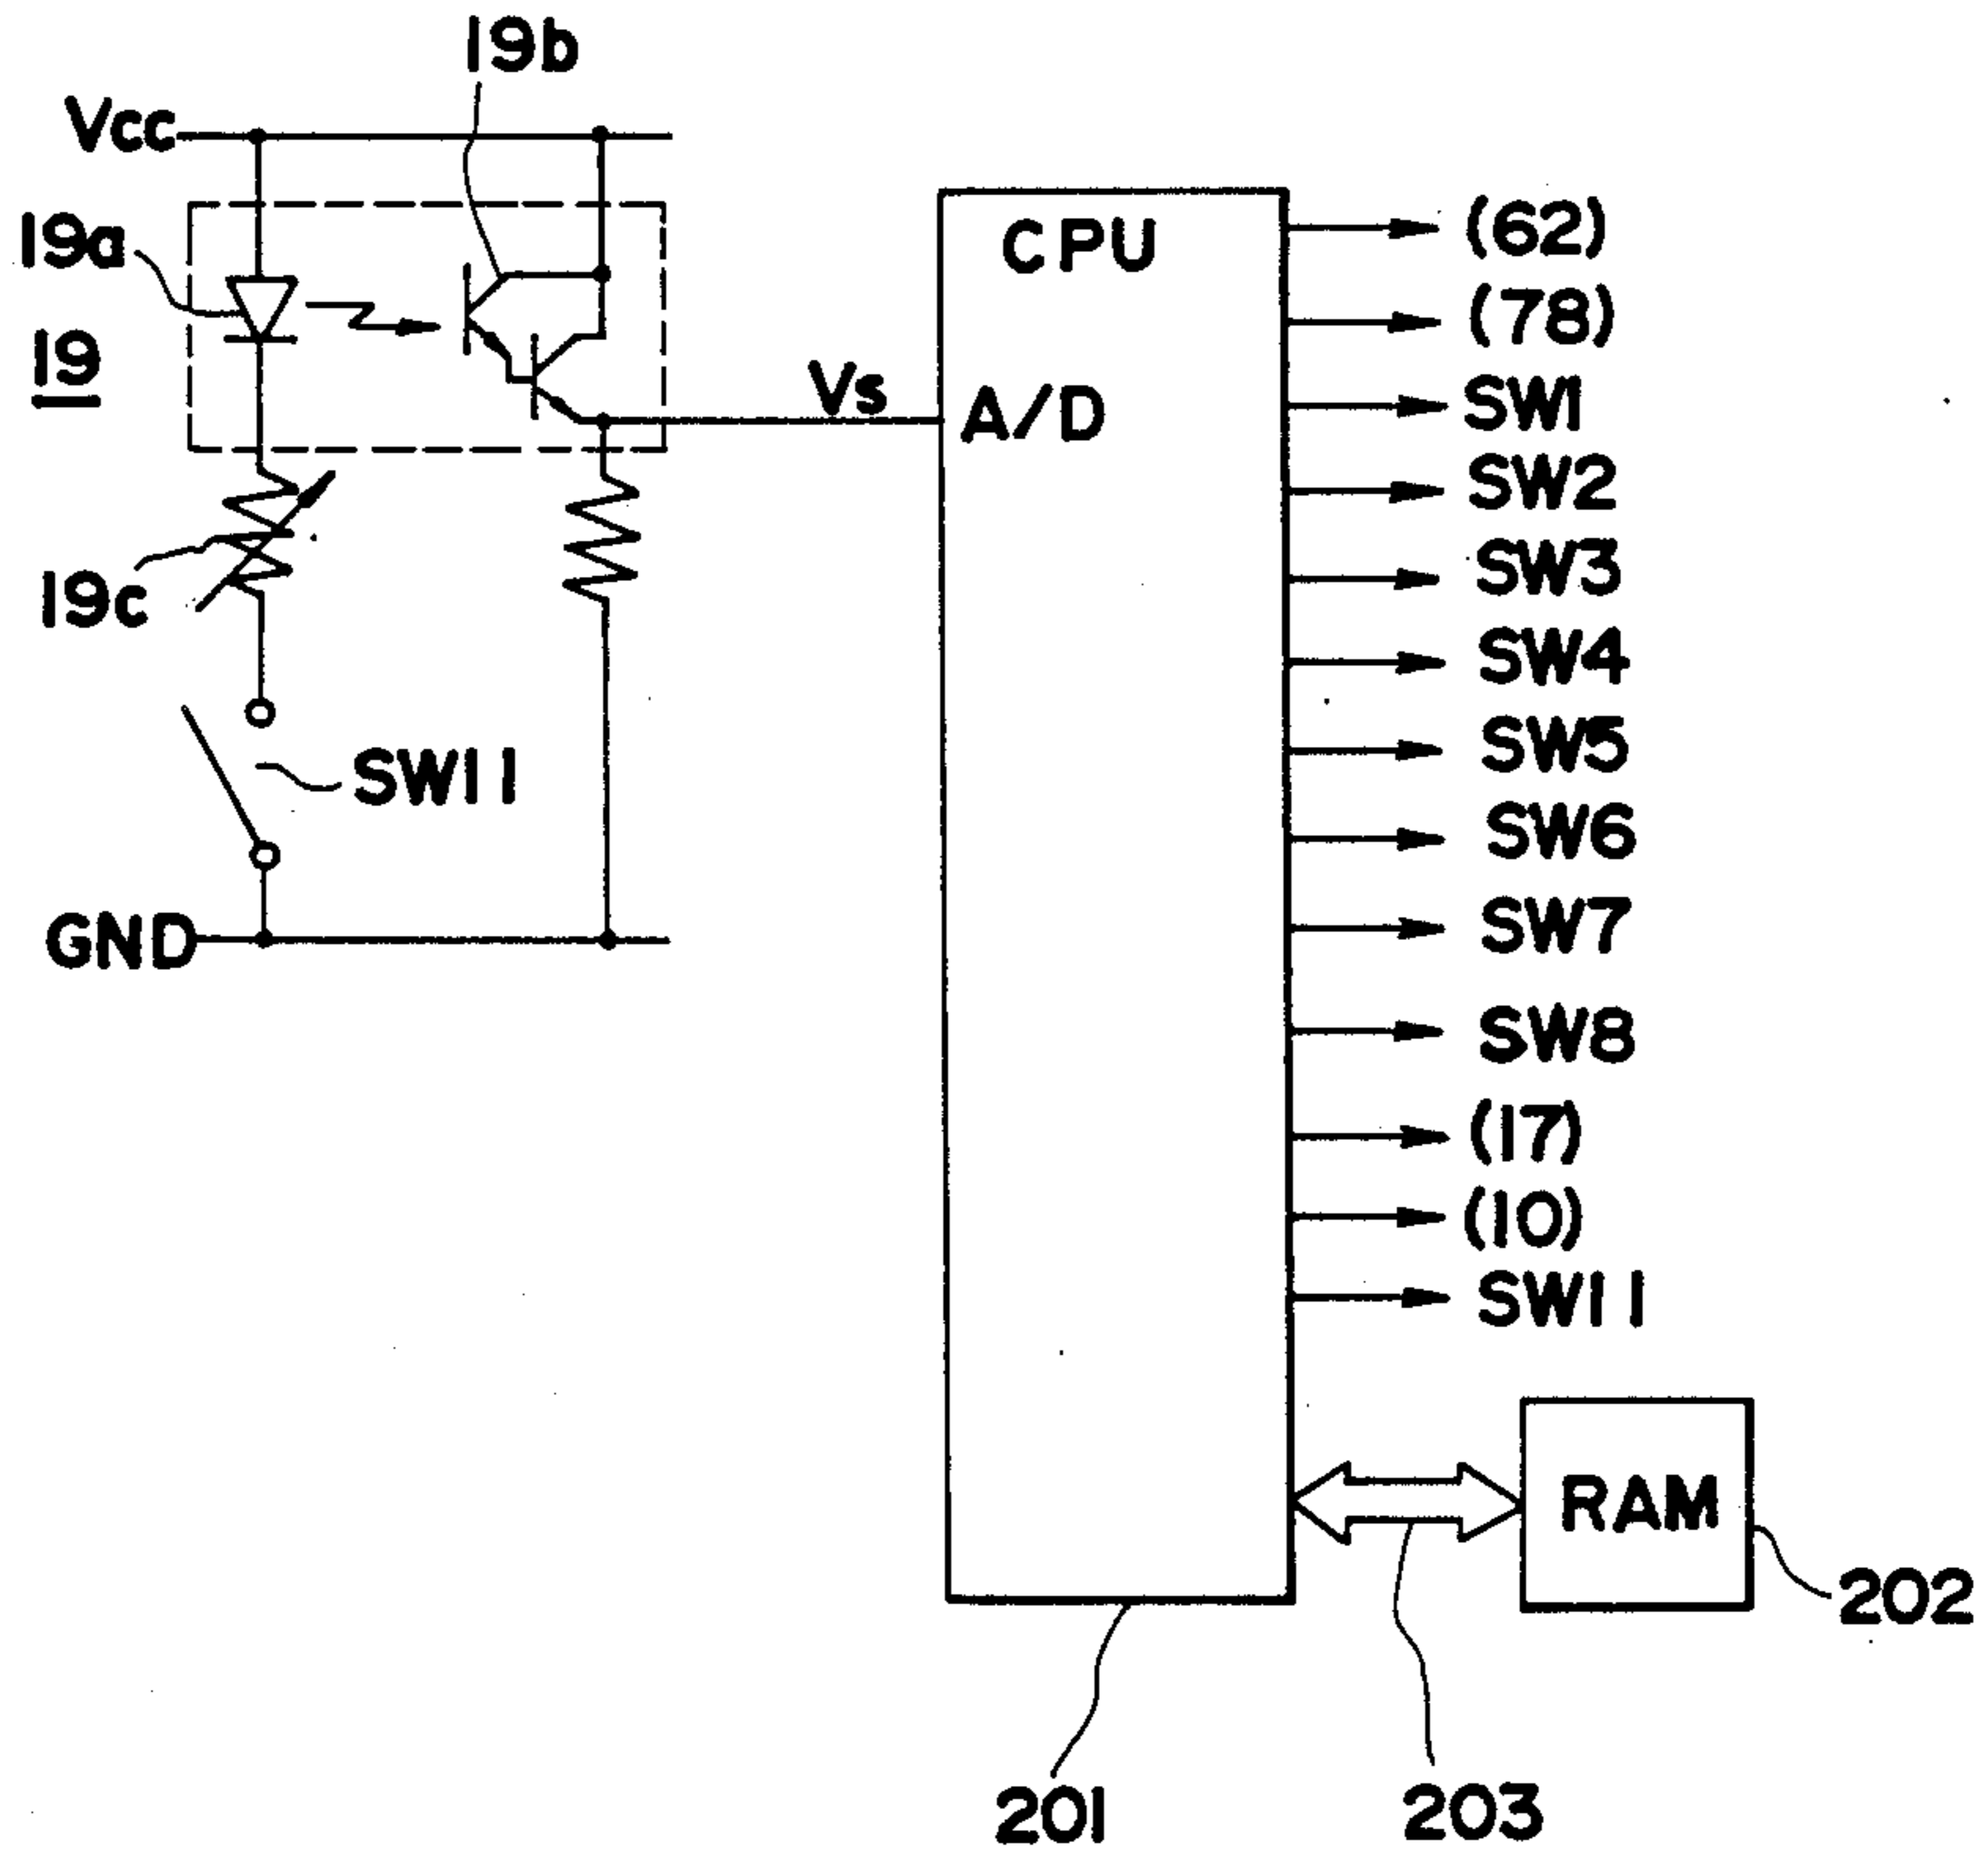 19b
Vcc
19a
19
19c
SW11
GND
Vs
CPU
A/D
(62)
(78)
SW1
SW2
SW3
SW4
SW5
SW6
SW7
SW8
(17)
(10)
SW11
RAM
202
201
203